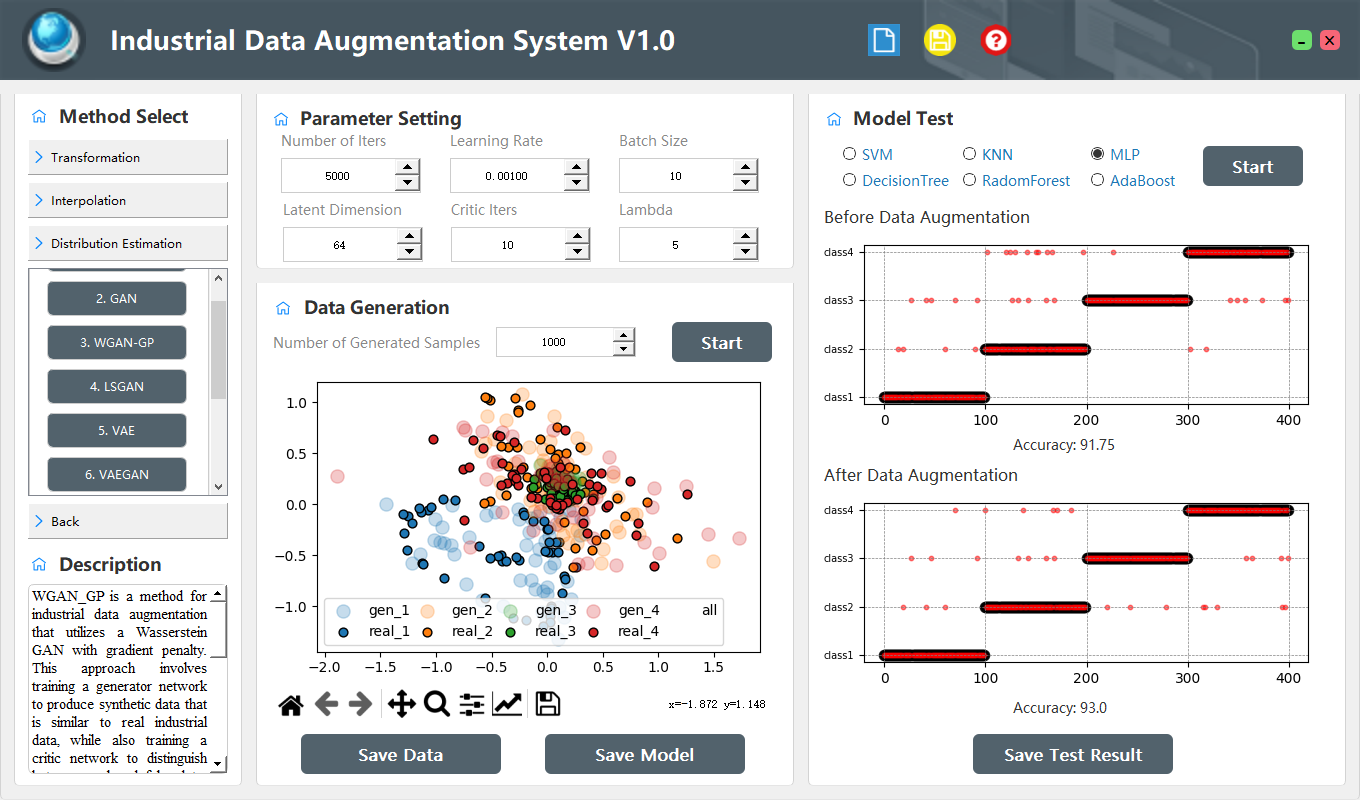 Industrial Data Augmentation System V1.0
Method Select
Transformation
Interpolation
Distribution Estimation
2. GAN
3. WGAN-GP
4. LSGAN
5. VAE
6. VAEGAN
Back
Description
WGAN_GP is a method for
industrial data augmentation
that utilizes a Wasserstein
GAN with gradient penalty.
This approach involves
training a generator network
to produce synthetic data that
is similar to real industrial
data, while also training a
critic network to distinguish
Parameter Setting
Number of Iters Learning Rate Batch Size
5000 0.00100 10
Latent Dimension Critic Iters Lambda
64 10 5
Data Generation
Number of Generated Samples 1000 Start
1.0
0.5
0.0
−0.5
−1.0
gen_1 gen_2 gen_3 gen_4 all
real_1 real_2 real_3 real_4
−2.0 −1.5 −1.0 −0.5 0.0 0.5 1.0 1.5
x=-1.872 y=1.148
Save Data Save Model
Model Test
SVM KNN MLP
DecisionTree RadomForest AdaBoost
Start
Before Data Augmentation
class4
class3
class2
class1
0 100 200 300 400
Accuracy: 91.75
After Data Augmentation
class4
class3
class2
class1
0 100 200 300 400
Accuracy: 93.0
Save Test Result